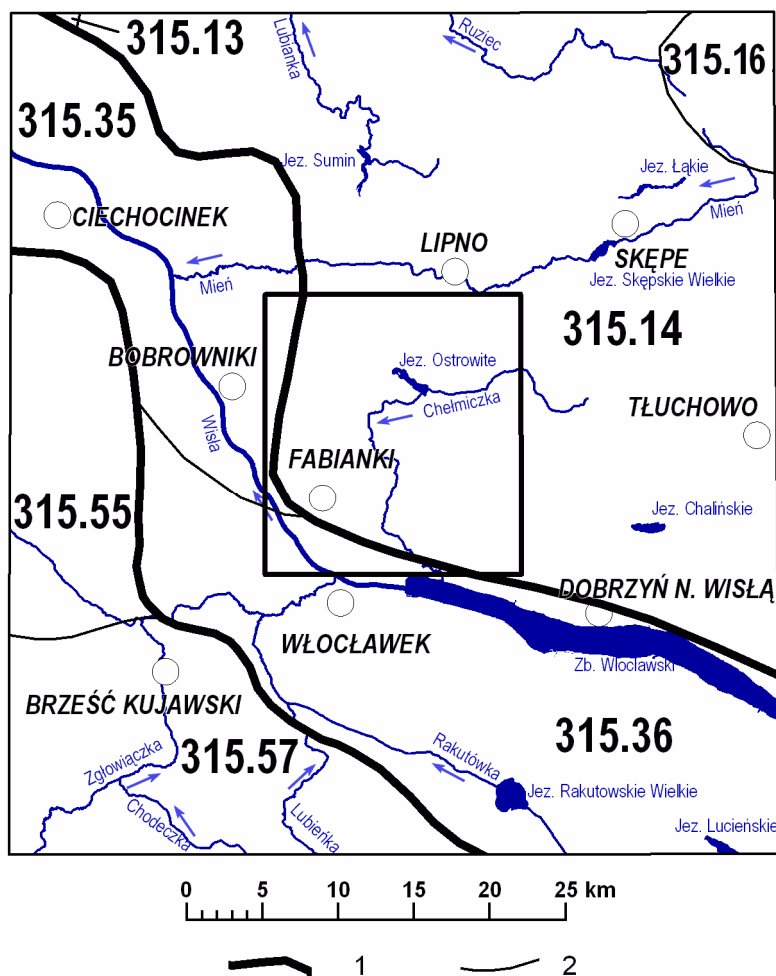 315.13
Lubianka
Ruziec
315.16
315.35
Jez. Sumin
Jez. Łąkie
Mień
CIECHOCINEK
LIPNO
SKĘPE
Jez. Skępskie Wielkie
Mień
315.14
BOBROWNIKI
Jez. Ostrowite
Chełmiczka
TŁUCHOWO
Wisła
FABIANKI
315.55
Jez. Chalińskie
DOBRZYŃ N. WISŁĄ
WŁOCŁAWEK
Zb. Wloclawski
BRZEŚĆ KUJAWSKI
315.36
315.57
Zgłowiączka
Rakutówka
Chodeczka
Lubieńka
Jez. Rakutowskie Wielkie
Jez. Lucieńskie
0 5 10 15 20 25 km
1 2